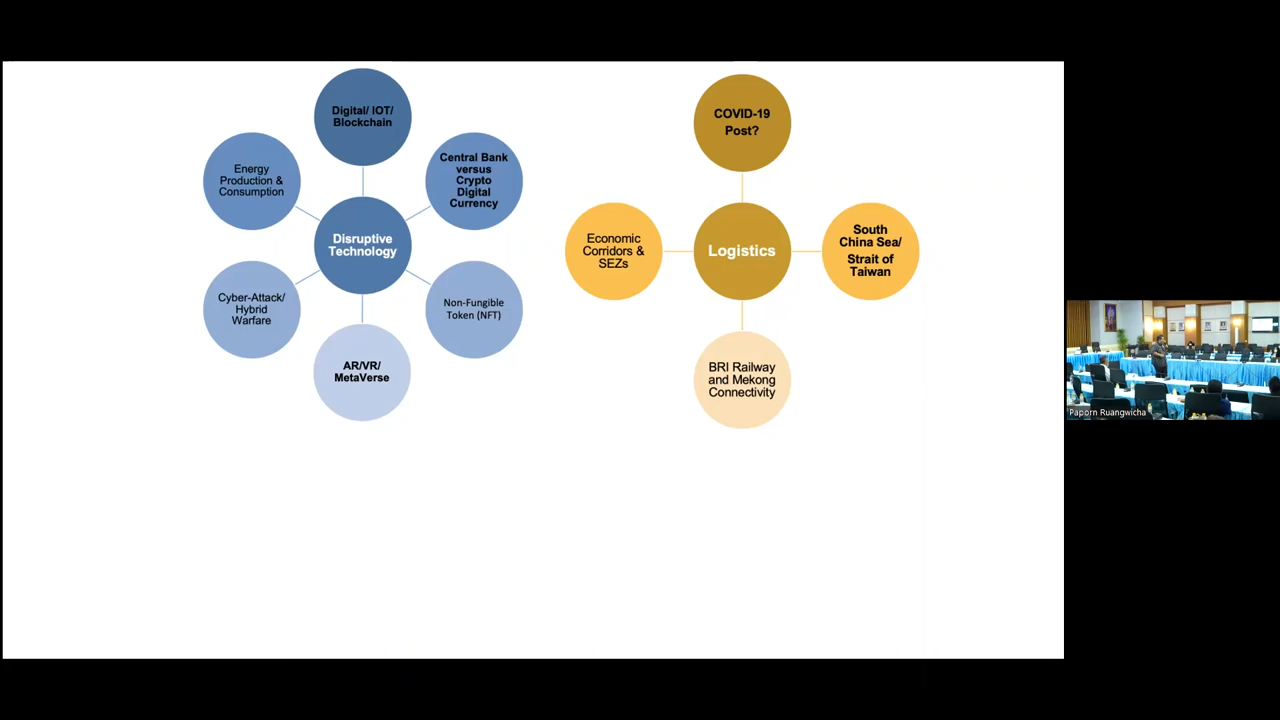 Digital/ IOT/
Blockchain
Energy
Production &
Consumption
Central Bank
versus
Crypto
Digital
Currency
Disruptive
Technology
Cyber-Attack/
Hybrid
Warfare
Non-Fungible
Token (NFT)
AR/VR/
MetaVerse
COVID-19
Post?
Economic
Corridors &
SEZs
Logistics
South
China Sea/
Strait of
Taiwan
BRI Railway
and Mekong
Connectivity
Paporn Ruangwicha